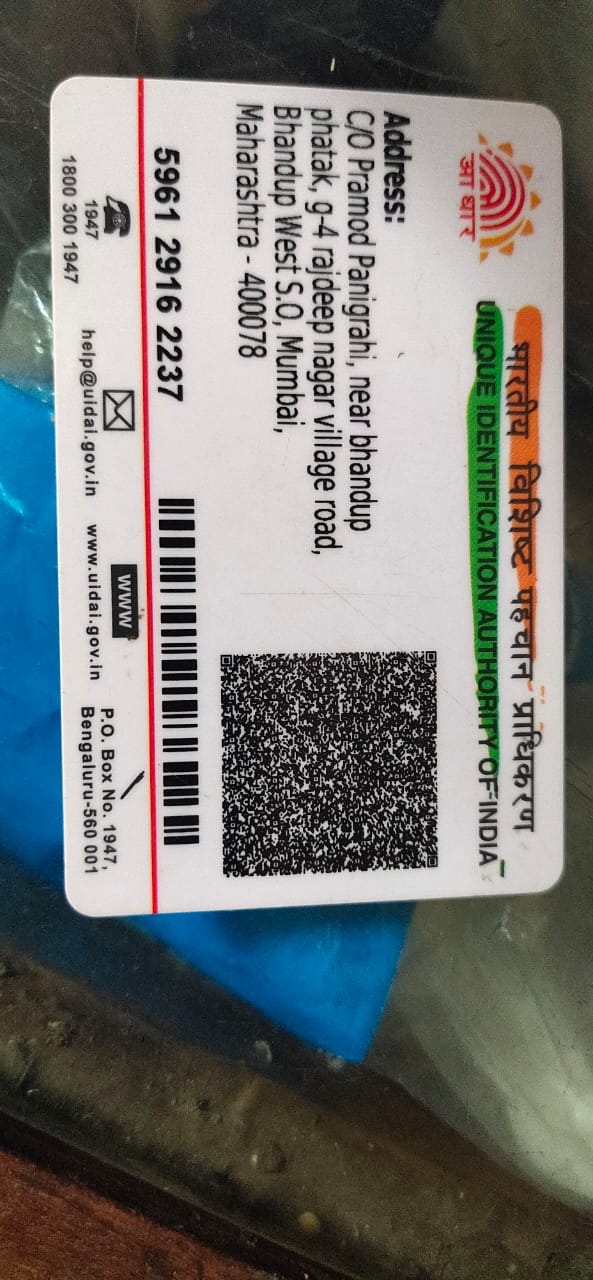 भारतीय विशिष्ट पहचान प्राधिकरण
UNIQUE IDENTIFICATION AUTHORITY OF INDIA
आधार
Address:
C/O Pramod Panigrahi, near bhandup
phatak, g-4 rajdeep nagar village road,
Bhandup West S.O, Mumbai,
Maharashtra - 400078
5961 2916 2237
1947
1800 300 1947
help@uidai.gov.in
www
www.uidai.gov.in
P.O. Box No. 1947,
Bengaluru-560 001